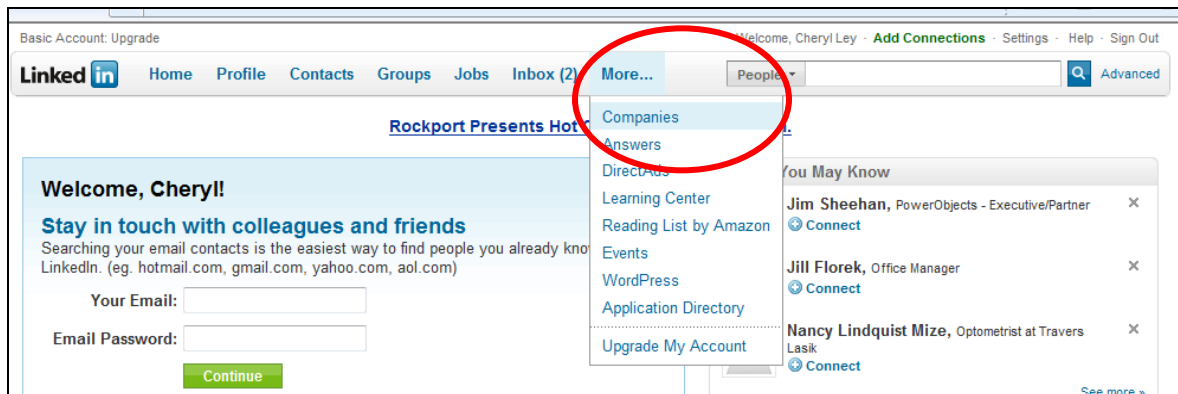 Basic Account: Upgrade
Welcome, Cheryl Ley · Add Connections · Settings · Help · Sign Out
Linked in Home Profile Contacts Groups Jobs Inbox (2) More... People Advanced
Rockport Presents Hot
Companies
Answers
DirectAds
Learning Center
Reading List by Amazon
Events
WordPress
Application Directory
Upgrade My Account
Welcome, Cheryl!
Stay in touch with colleagues and friends
Searching your email contacts is the easiest way to find people you already
LinkedIn. (eg. hotmail.com, gmail.com, yahoo.com, aol.com)
Your Email:
Email Password:
Continue
You May Know
Jim Sheehan, PowerObjects - Executive/Partner
Connect
Jill Florek, Office Manager
Connect
Nancy Lindquist Mize, Optometrist at Travers
Lasik
Connect
See more »